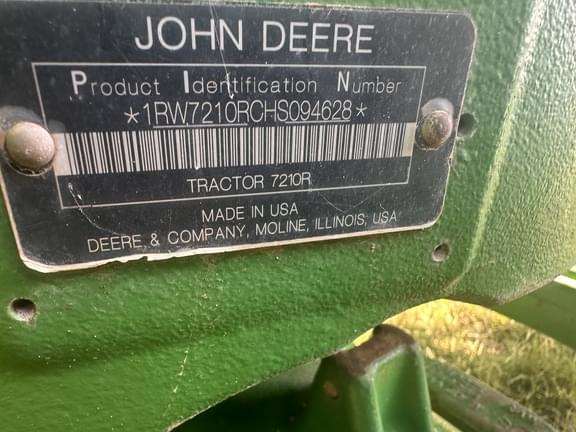 JOHN DEERE
Product Identification Number
*1RW7210RCHS094628*
TRACTOR 7210R
MADE IN USA
DEERE & COMPANY, MOLINE, ILLINOIS, USA